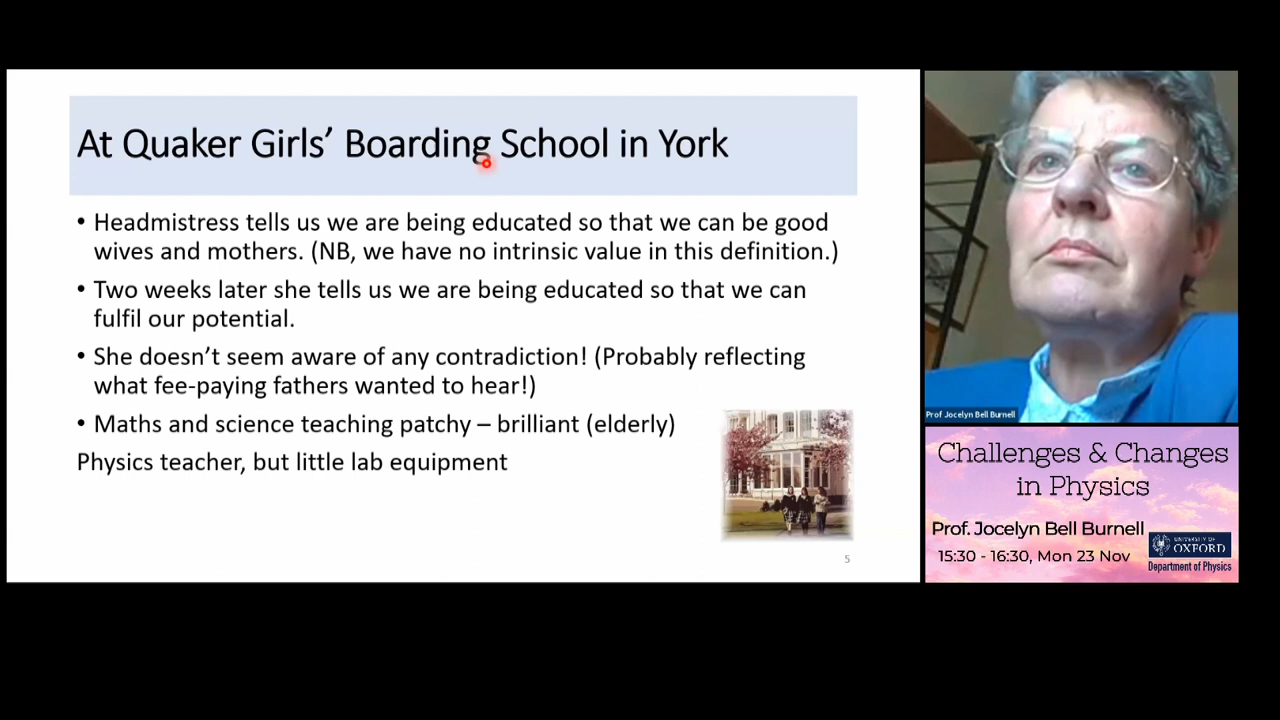 At Quaker Girls’ Boarding School in York
• Headmistress tells us we are being educated so that we can be good
wives and mothers. (NB, we have no intrinsic value in this definition.)
• Two weeks later she tells us we are being educated so that we can
fulfil our potential.
• She doesn’t seem aware of any contradiction! (Probably reflecting
what fee-paying fathers wanted to hear!)
• Maths and science teaching patchy – brilliant (elderly)
Physics teacher, but little lab equipment
5
Prof Jocelyn Bell Burnell
Challenges & Changes
in Physics
Prof. Jocelyn Bell Burnell
15:30 - 16:30, Mon 23 Nov
UNIVERSITY OF
OXFORD
Department of Physics